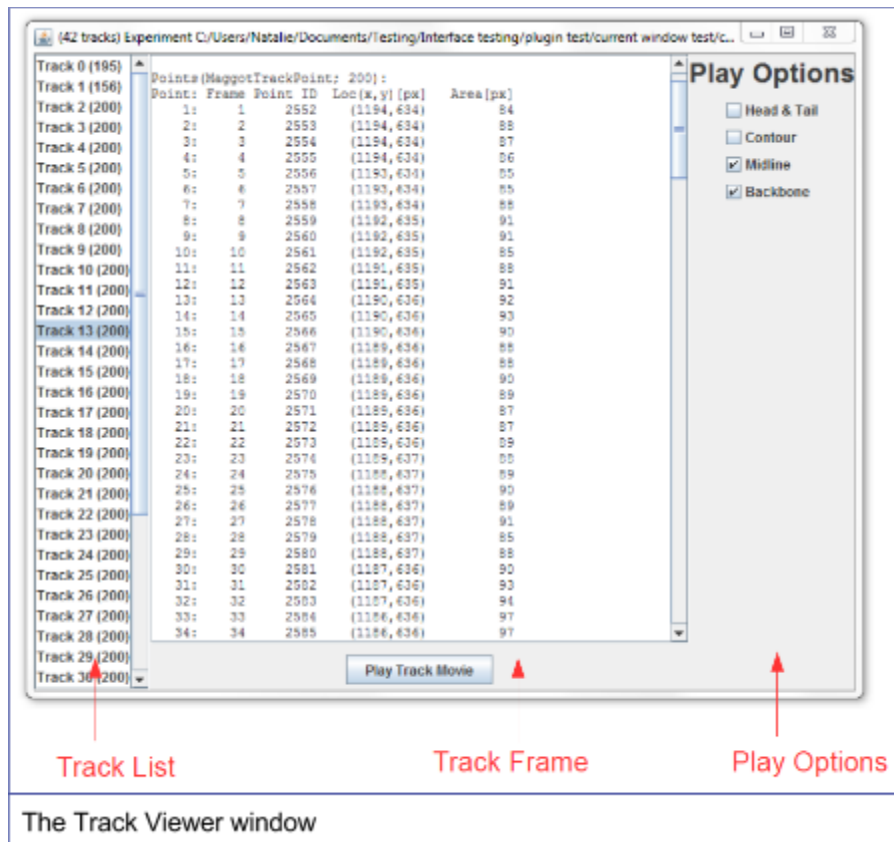 (42 tracks) Experiment C:/Users/Natalie/Documents/Testing/Interface testing/plugin test/current window test/c...
Track 0 (195)
Track 1 (156)
Track 2 (200)
Track 3 (200)
Track 4 (200)
Track 5 (200)
Track 6 (200)
Track 7 (200)
Track 8 (200)
Track 9 (200)
Track 10 (200)
Track 11 (200)
Track 12 (200)
Track 13 (200)
Track 14 (200)
Track 15 (200)
Track 16 (200)
Track 17 (200)
Track 18 (200)
Track 19 (200)
Track 20 (200)
Track 21 (200)
Track 22 (200)
Track 23 (200)
Track 24 (200)
Track 25 (200)
Track 26 (200)
Track 27 (200)
Track 28 (200)
Track 29 (200)
Track 30 (200)
Points(MaggotTrackPoint; 200):
Point: Frame Point ID Loc(x,y)[px] Area[px]
1: 1 2552 (1194,634) 84
2: 2 2553 (1194,634) 88
3: 3 2554 (1194,634) 87
4: 4 2555 (1194,634) 86
5: 5 2556 (1193,634) 85
6: 6 2557 (1193,634) 85
7: 7 2558 (1193,634) 88
8: 8 2559 (1192,635) 91
9: 9 2560 (1192,635) 91
10: 10 2561 (1192,635) 85
11: 11 2562 (1191,635) 88
12: 12 2563 (1191,635) 91
13: 13 2564 (1190,636) 92
14: 14 2565 (1190,636) 93
15: 15 2566 (1190,636) 90
16: 16 2567 (1189,636) 88
17: 17 2568 (1189,636) 88
18: 18 2569 (1189,636) 90
19: 19 2570 (1189,636) 89
20: 20 2571 (1189,636) 87
21: 21 2572 (1189,636) 87
22: 22 2573 (1189,636) 89
23: 23 2574 (1189,637) 88
24: 24 2575 (1188,637) 89
25: 25 2576 (1188,637) 90
26: 26 2577 (1188,637) 89
27: 27 2578 (1188,637) 91
28: 28 2579 (1188,637) 85
29: 29 2580 (1188,637) 88
30: 30 2581 (1187,636) 90
31: 31 2582 (1187,636) 93
32: 32 2583 (1187,636) 94
33: 33 2584 (1186,636) 97
34: 34 2585 (1186,636) 97
Play Options
Head & Tail
Contour
Midline
Backbone
Play Track Movie
Track List
Track Frame
Play Options
The Track Viewer window